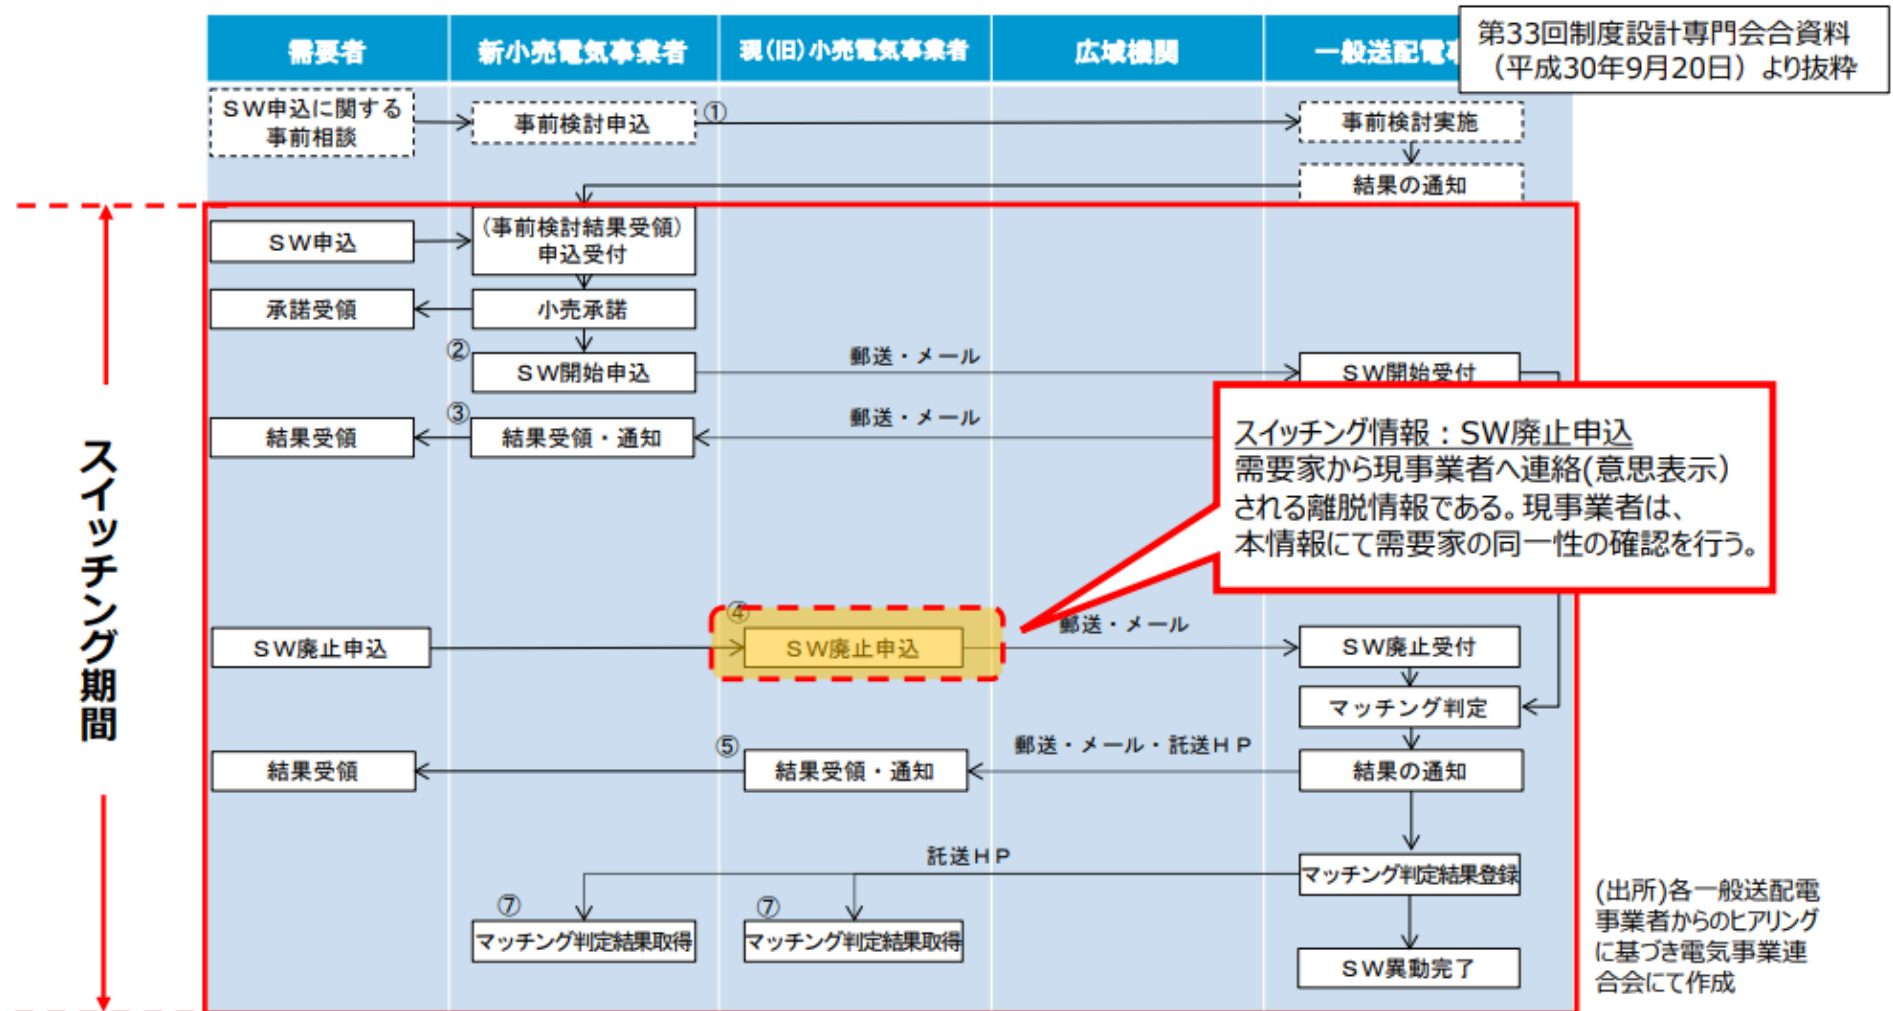 需要者
新小売電気事業者
現(旧)小売電気事業者
広域機関
一般送配電事
第33回制度設計専門会合資料
（平成30年9月20日）より抜粋
ＳＷ申込に関する
事前相談
事前検討申込
①
事前検討実施
結果の通知
スイッチング期間
ＳＷ申込
(事前検討結果受領)
申込受付
承諾受領
小売承諾
②
ＳＷ開始申込
郵送・メール
ＳＷ開始受付
③
結果受領
結果受領・通知
郵送・メール
スイッチング情報：SW廃止申込
需要家から現事業者へ連絡(意思表示）
される離脱情報である。現事業者は、
本情報にて需要家の同一性の確認を行う。
④
ＳＷ廃止申込
ＳＷ廃止申込
郵送・メール
ＳＷ廃止受付
マッチング判定
⑤
結果受領
結果受領・通知
郵送・メール・託送ＨＰ
結果の通知
託送ＨＰ
マッチング判定結果登録
⑦
マッチング判定結果取得
⑦
マッチング判定結果取得
ＳＷ異動完了
(出所)各一般送配電
事業者からのヒアリング
に基づき電気事業連
合会にて作成